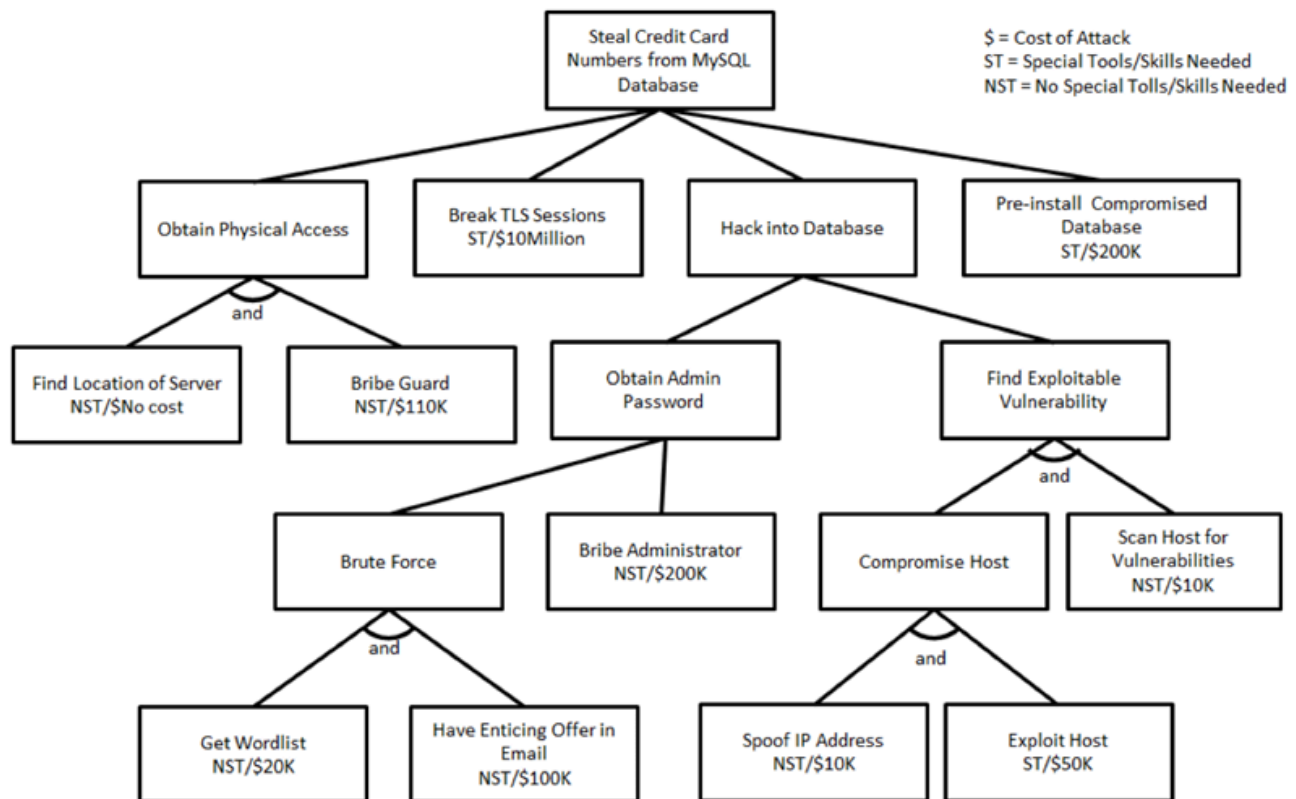 Steal Credit Card
Numbers from MySQL
Database
$ = Cost of Attack
ST = Special Tools/Skills Needed
NST = No Special Tolls/Skills Needed
Obtain Physical Access
Break TLS Sessions
ST/$10Million
Hack into Database
Pre-install Compromised
Database
ST/$200K
and
Find Location of Server
NST/$No cost
Bribe Guard
NST/$110K
Obtain Admin
Password
Find Exploitable
Vulnerability
and
Brute Force
Bribe Administrator
NST/$200K
Compromise Host
Scan Host for
Vulnerabilities
NST/$10K
and
and
Get Wordlist
NST/$20K
Have Enticing Offer in
Email
NST/$100K
Spoof IP Address
NST/$10K
Exploit Host
ST/$50K